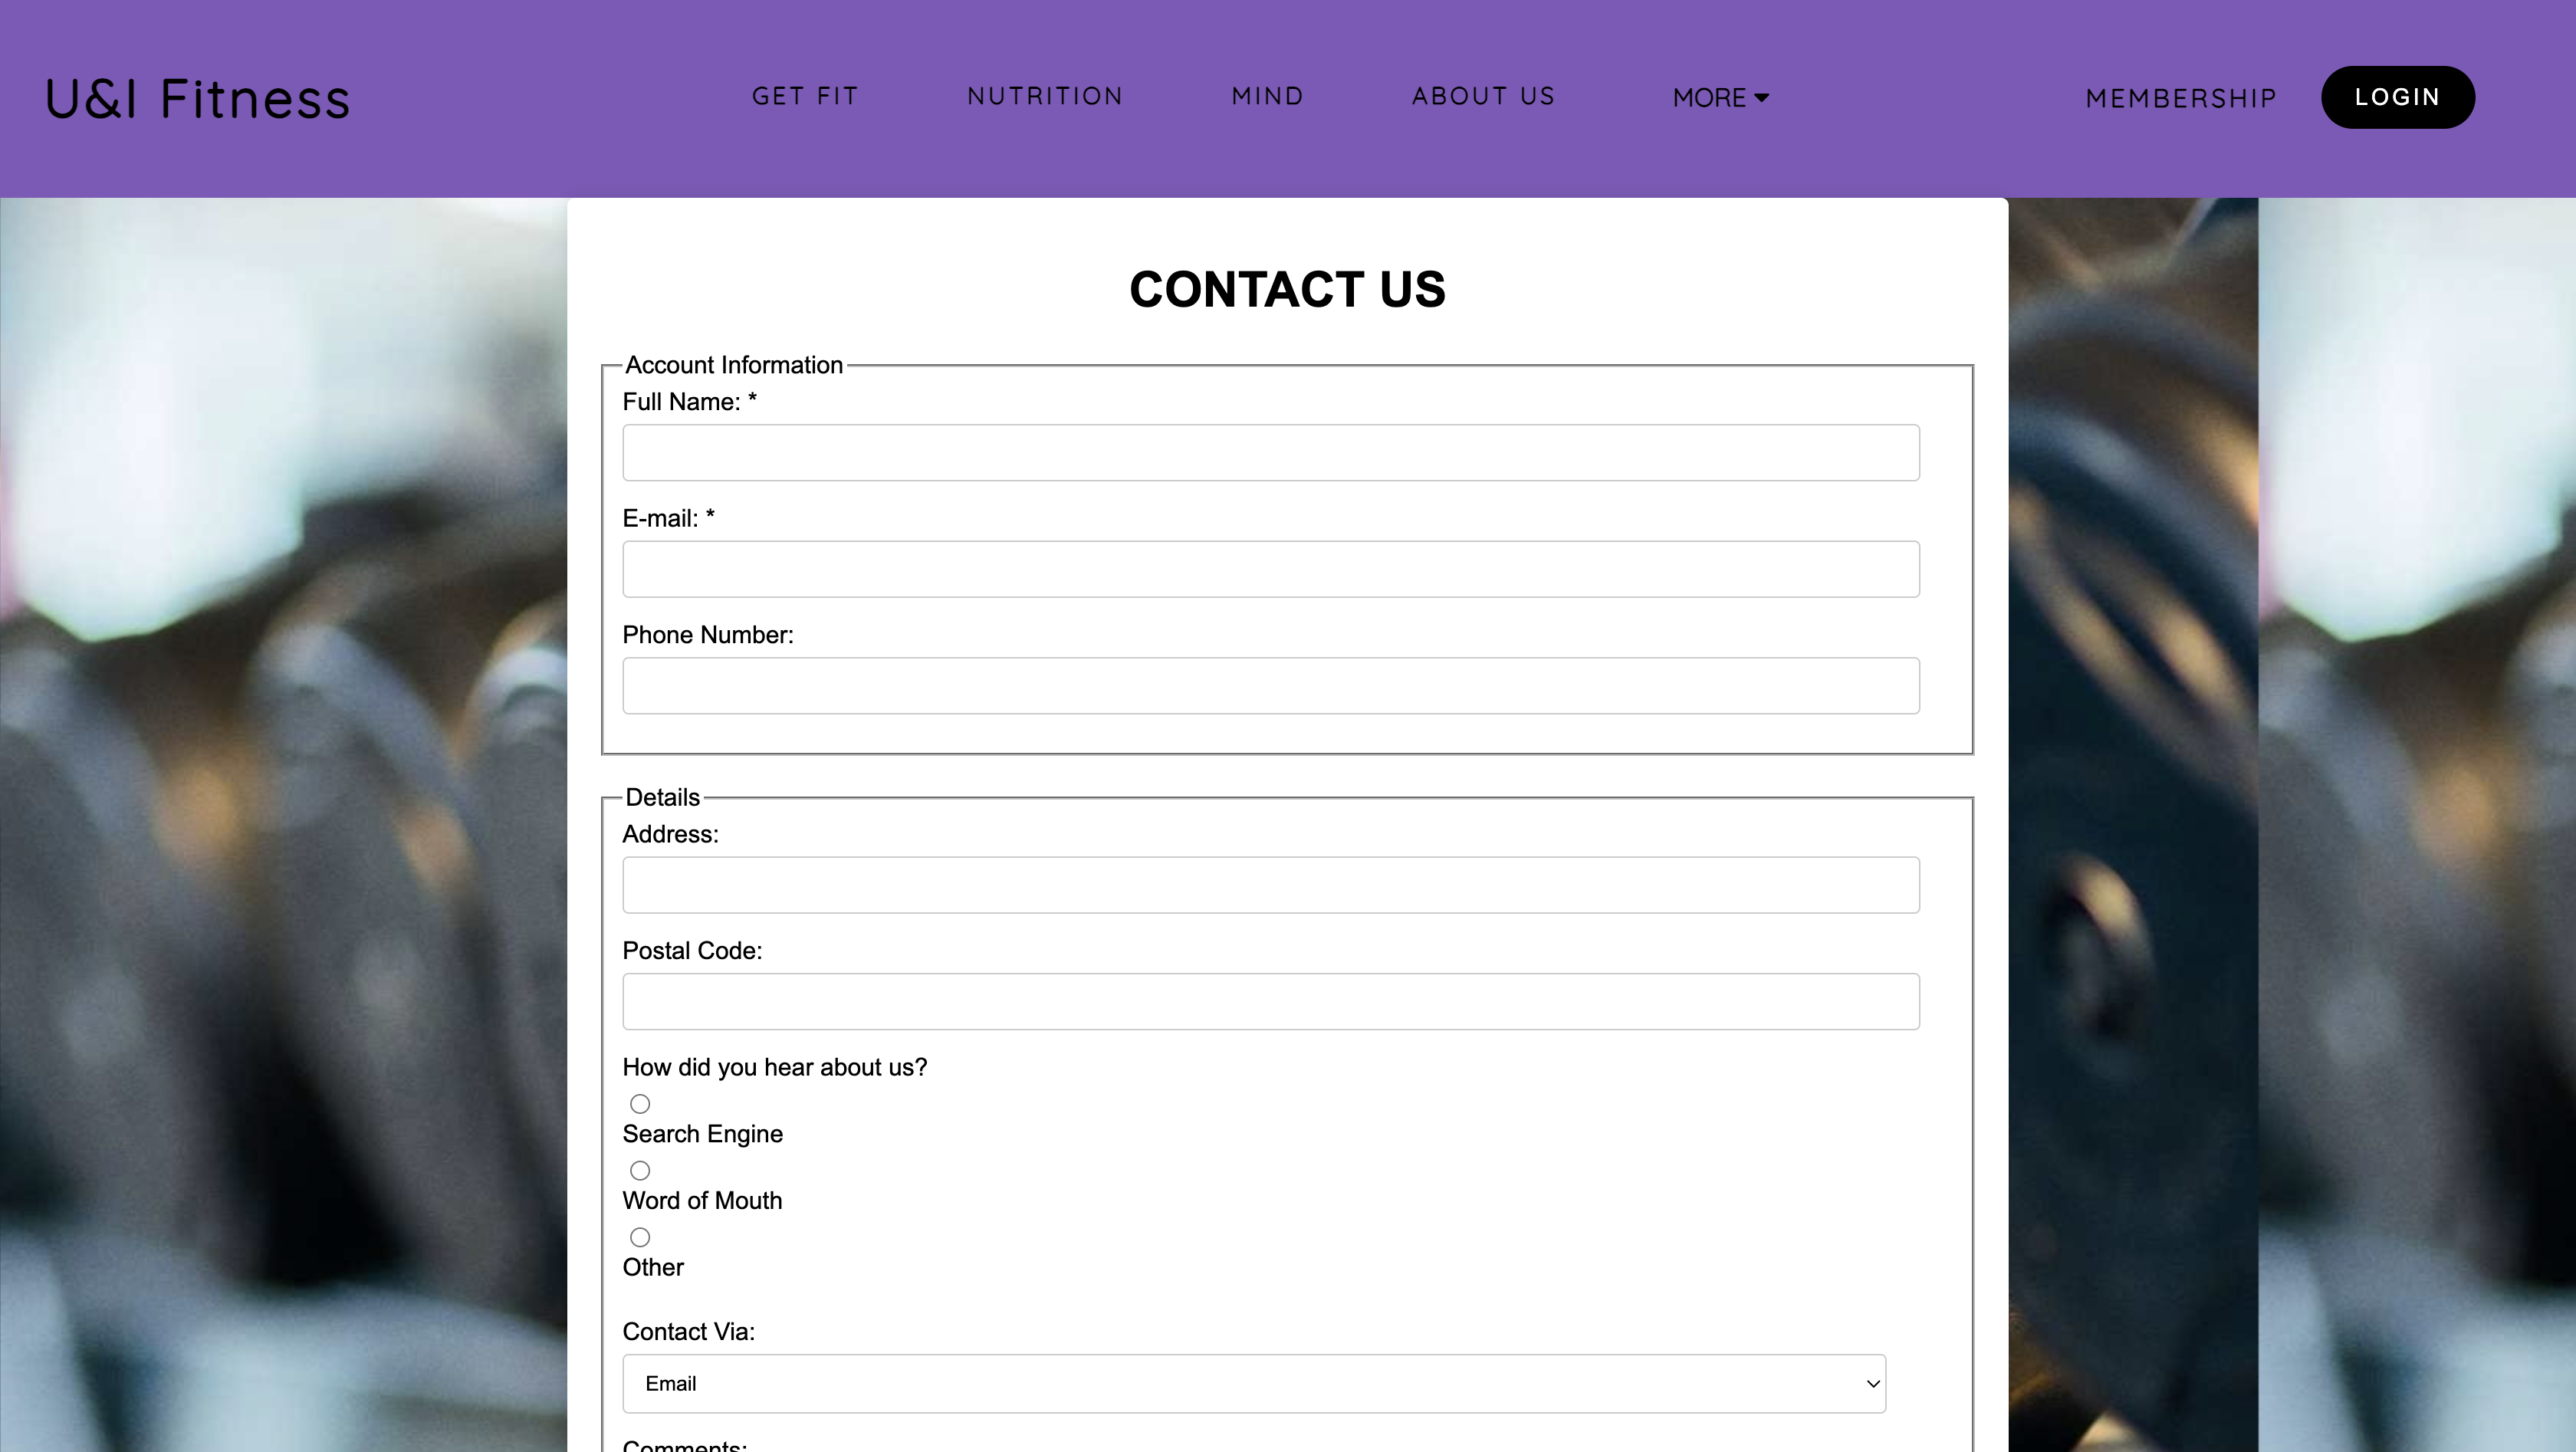 U&I Fitness
GET FIT
NUTRITION
MIND
ABOUT US
MORE
MEMBERSHIP
LOGIN
CONTACT US
Account Information
Full Name: *
E-mail: *
Phone Number:
Details
Address:
Postal Code:
How did you hear about us?
Search Engine
Word of Mouth
Other
Contact Via:
Email
Comments: